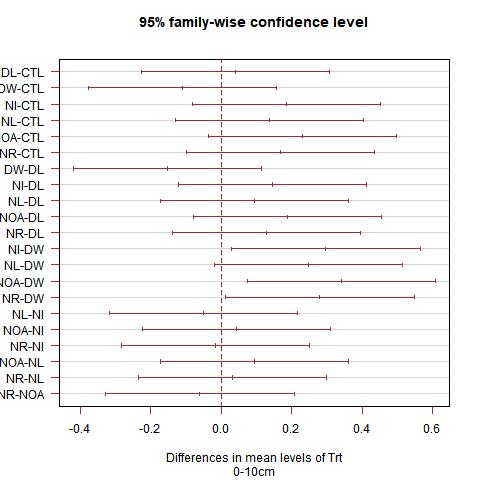 95% family-wise confidence level
DL-CTL
DW-CTL
NI-CTL
NL-CTL
NOA-CTL
NR-CTL
DW-DL
NI-DL
NL-DL
NOA-DL
NR-DL
NI-DW
NL-DW
NOA-DW
NR-DW
NL-NI
NOA-NI
NR-NI
NOA-NL
NR-NL
NR-NOA
-0.4 -0.2 0.0 0.2 0.4 0.6
Differences in mean levels of Trt
0-10cm